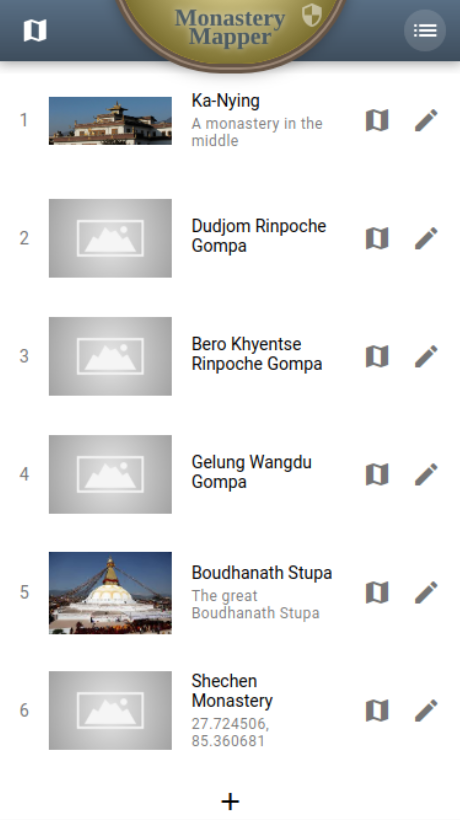 Monastery
Mapper
1
Ka-Nying
A monastery in the
middle
2
Dudjom Rinpoche
Gompa
3
Bero Khyentse
Rinpoche Gompa
4
Gelung Wangdu
Gompa
5
Boudhanath Stupa
The great
Boudhanath Stupa
6
Shechen
Monastery
27.724506,
85.360681
+